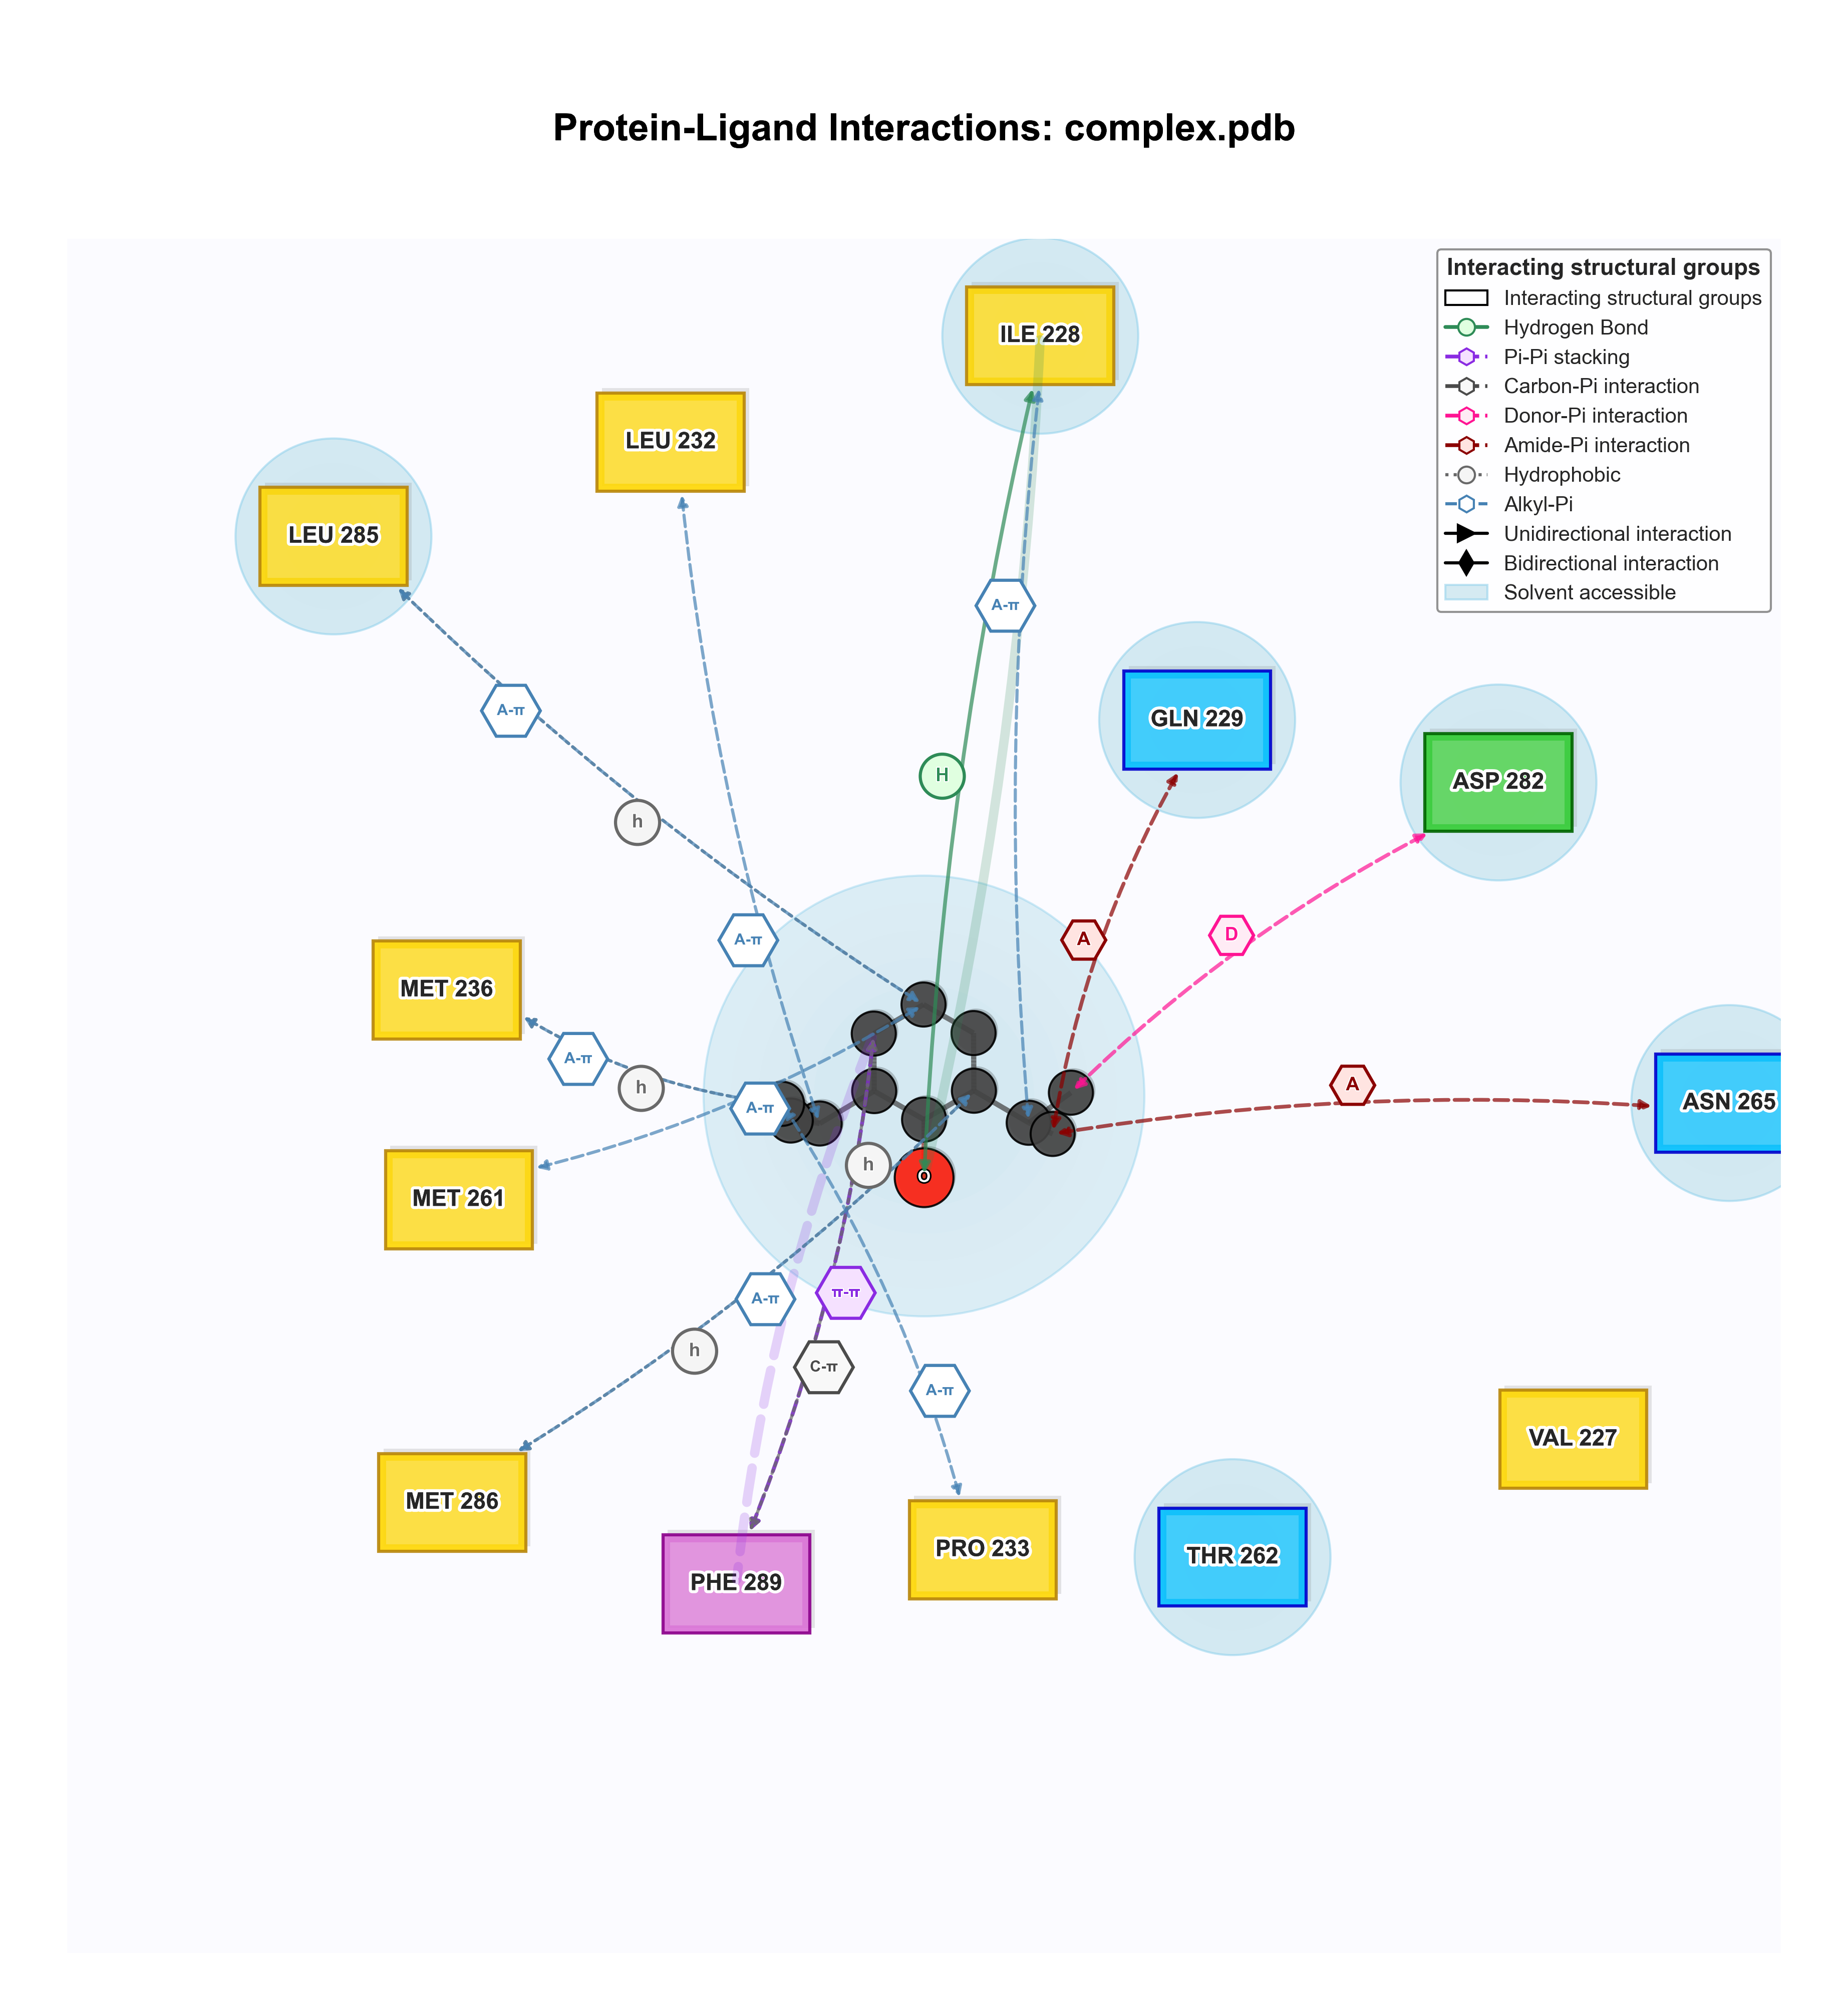 Protein-Ligand Interactions: complex.pdb
Interacting structural groups
Interacting structural groups
Hydrogen Bond
Pi-Pi stacking
Carbon-Pi interaction
Donor-Pi interaction
Amide-Pi interaction
Hydrophobic
Alkyl-Pi
Unidirectional interaction
Bidirectional interaction
Solvent accessible
ILE 228
LEU 232
LEU 285
A-π
A-π
GLN 229
H
ASP 282
h
A-π
A
D
MET 236
A-π
h
A-π
A
ASN 265
h
O
MET 261
A-π
π-π
h
C-π
A-π
VAL 227
MET 286
PHE 289
PRO 233
THR 262